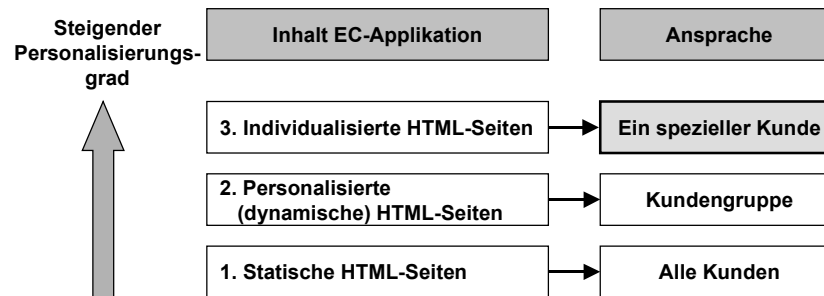 Steigender
Personalisierungs-
grad
Inhalt EC-Applikation
Ansprache
3. Individualisierte HTML-Seiten
Ein spezieller Kunde
2. Personalisierte
(dynamische) HTML-Seiten
Kundengruppe
1. Statische HTML-Seiten
Alle Kunden